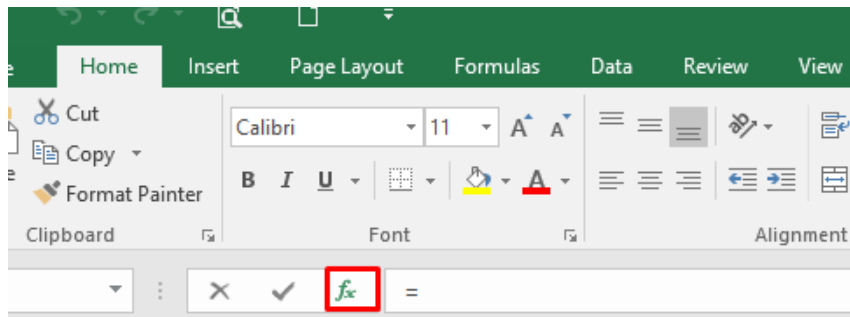 Home Insert Page Layout Formulas Data Review View
Cut
Calibri 11 A A
Copy
B I U A
Format Painter
Clipboard Font Alignment
fx =